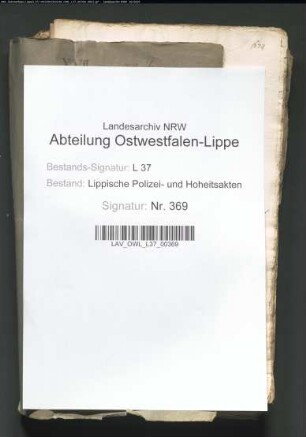 Landesarchiv NRW
Abteilung Ostwestfalen-Lippe
Bestands-Signatur: L 37
Bestand: Lippische Polizei- und Hoheitsakten
Signatur: Nr. 369
LAV_OWL_L37_00369